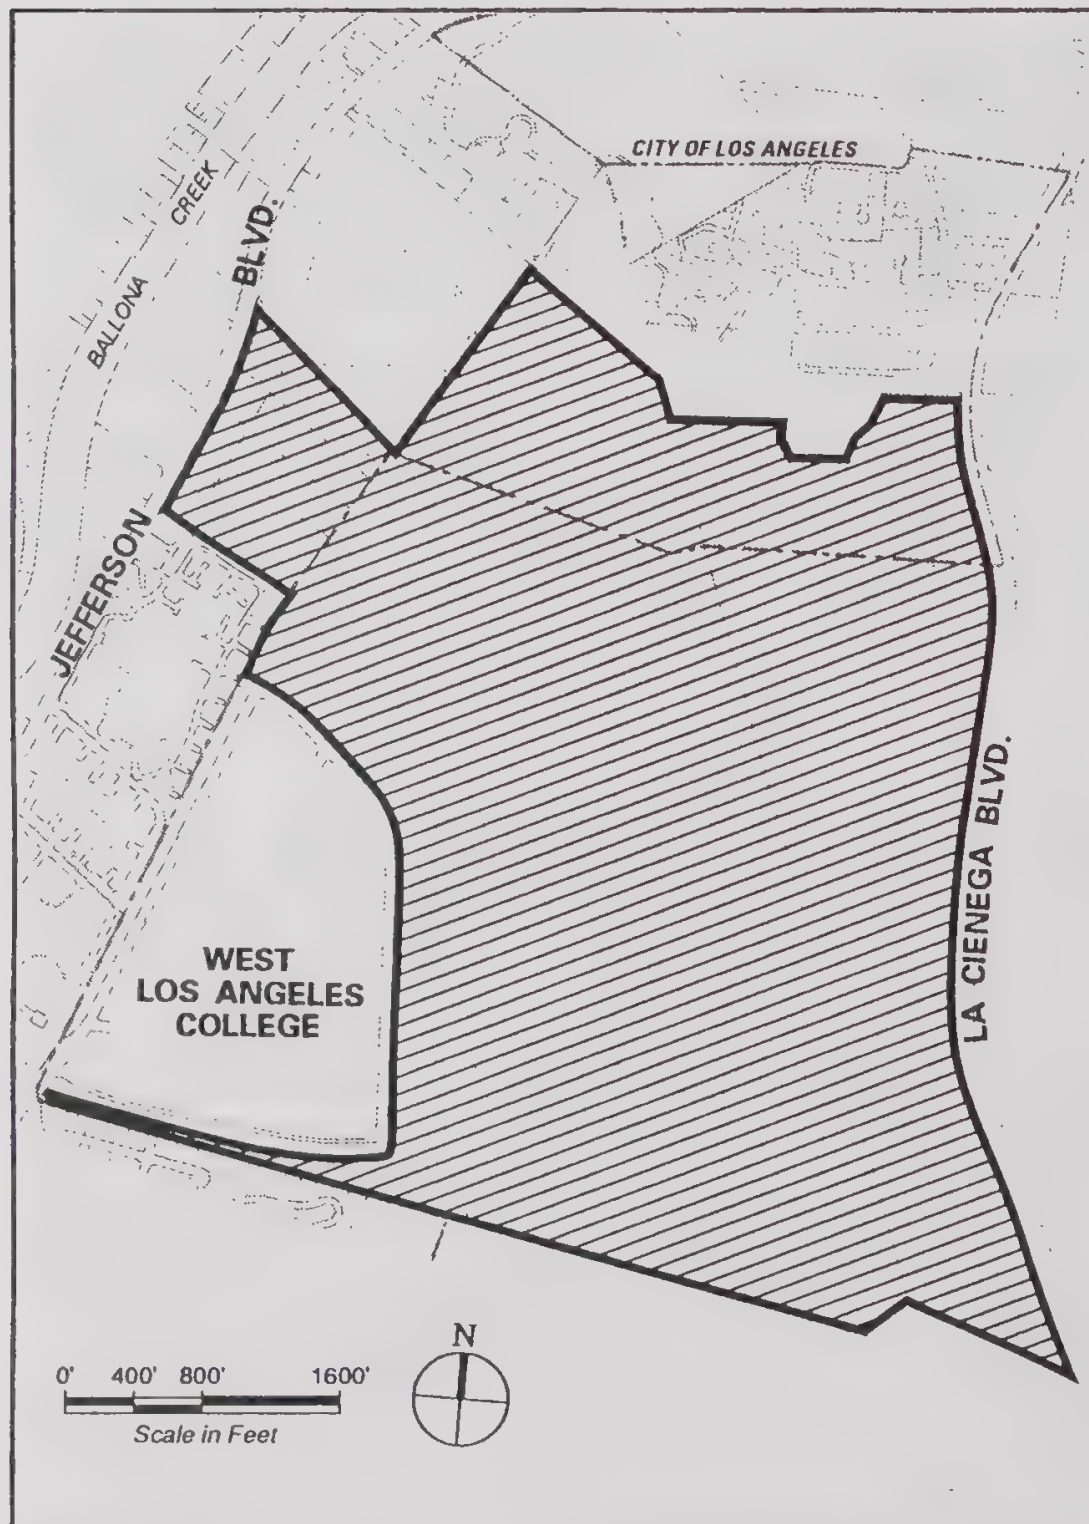 CITY OF LOS ANGELES
BALLONA CREEK
JEFFERSON BLVD.
LA CIENEGA BLVD.
WEST
LOS ANGELES
COLLEGE
N
0' 400' 800' 1600'
Scale in Feet